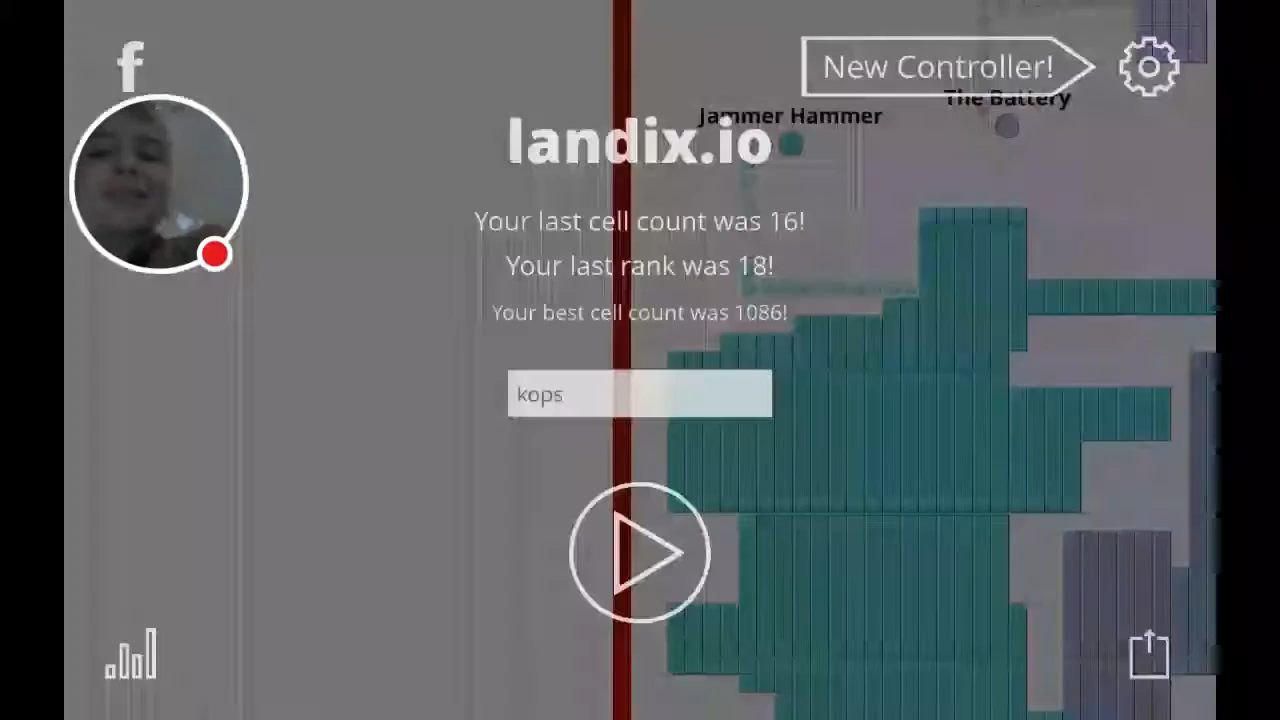 f
New Controller!
The Battery
Jammer Hammer
landix.io
Your last cell count was 16!
Your last rank was 18!
Your best cell count was 1086!
kops